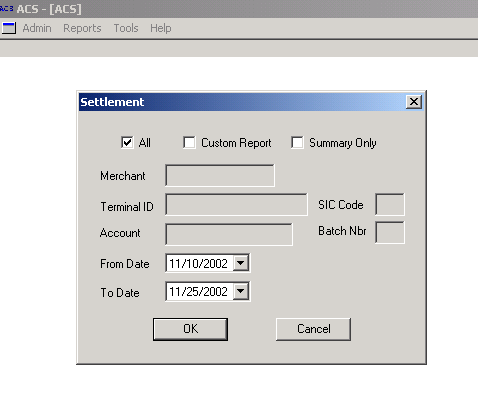 ACS ACS - [ACS]
Admin Reports Tools Help
Settlement
All Custom Report Summary Only
Merchant
Terminal ID SIC Code
Account Batch Nbr
From Date 11/10/2002
To Date 11/25/2002
OK Cancel